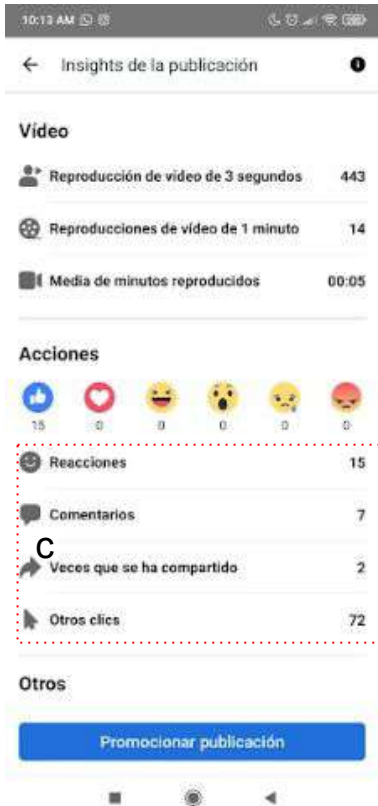 10:13 AM
Insights de la publicación
Vídeo
Reproducción de vídeo de 3 segundos 443
Reproducciones de vídeo de 1 minuto 14
Media de minutos reproducidos 00:05
Acciones
15 0 0 0 0 0
Reacciones 15
Comentarios 7
C
Veces que se ha compartido 2
Otros clics 72
Otros
Promocionar publicación